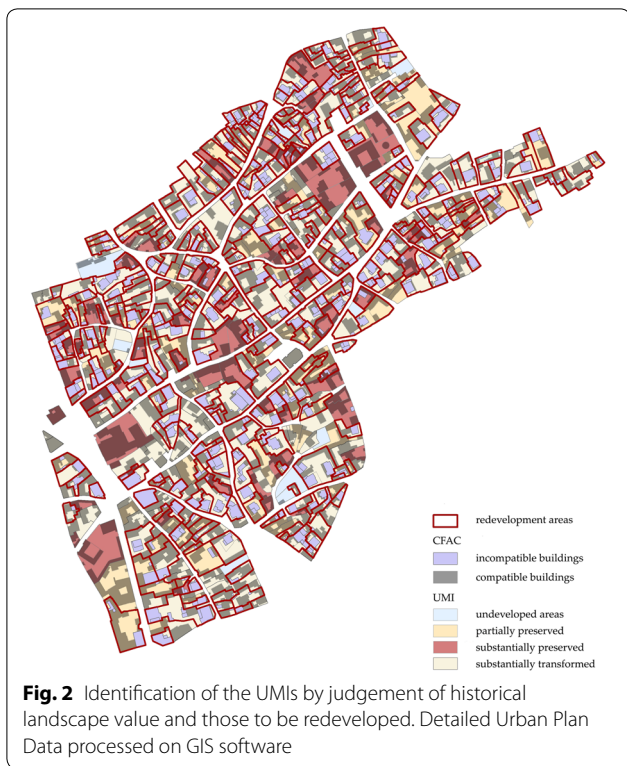 redevelopment areas
CFAC
incompatible buildings
compatible buildings
UMI
undeveloped areas
partially preserved
substantially preserved
substantially transformed
Fig. 2 Identification of the UMIs by judgement of historical
landscape value and those to be redeveloped. Detailed Urban Plan
Data processed on GIS software